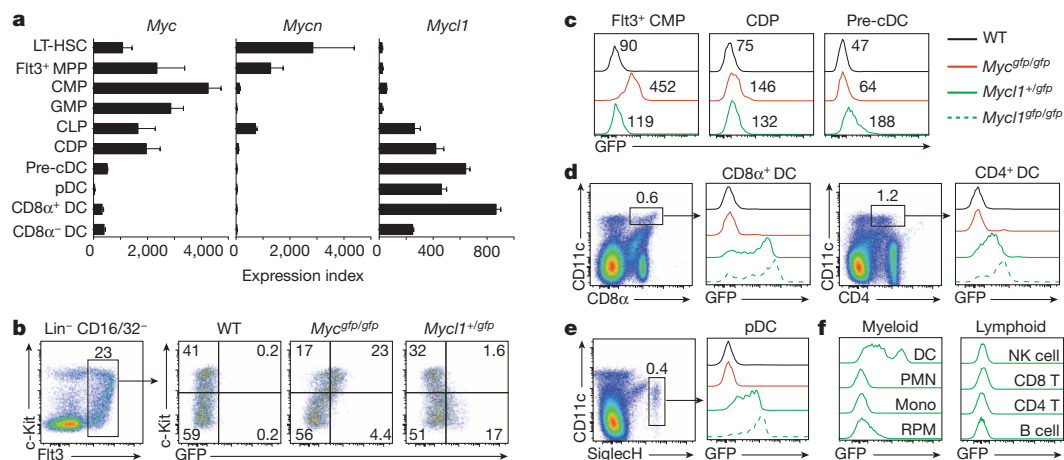 a
Myc Mycn Mycl1
LT-HSC
Flt3+ MPP
CMP
GMP
CLP
CDP
Pre-cDC
pDC
CD8α+ DC
CD8α− DC
0 2,000 4,000 0 2,000 4,000 0 400 800
Expression index
b
Lin− CD16/32− WT Mycgfp/gfp Mycl1+/gfp
23
41 0.2 17 23 32 1.6
59 0.2 56 4.4 51 17
c-Kit c-Kit
Flt3 GFP
c
Flt3+ CMP CDP Pre-cDC
90 75 47
452 146 64
119 132 188
GFP
WT
Mycgfp/gfp
Mycl1+/gfp
Mycl1gfp/gfp
d
CD8α+ DC CD4+ DC
0.6 1.2
CD11c CD11c
CD8α GFP CD4 GFP
e
pDC
0.4
CD11c
SiglecH GFP
f
Myeloid Lymphoid
DC NK cell
PMN CD8 T
Mono CD4 T
RPM B cell
GFP GFP